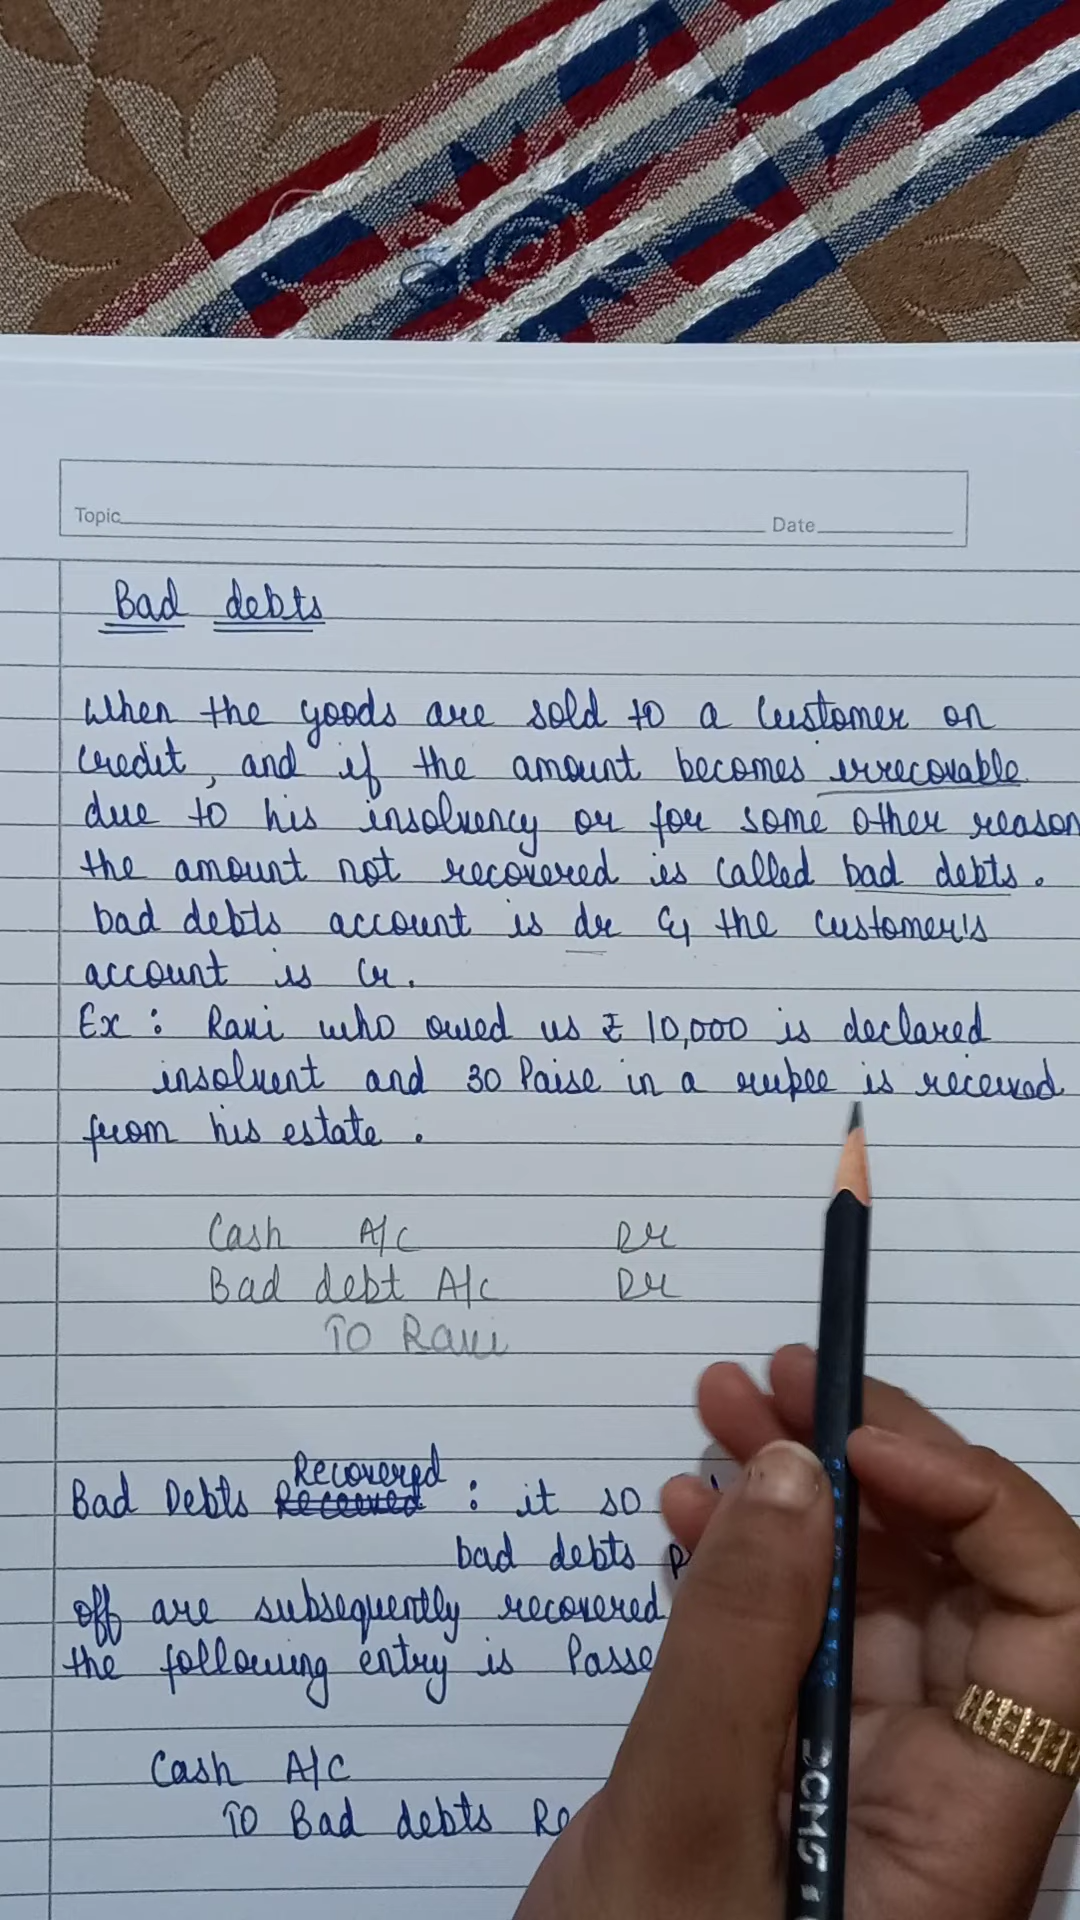 Topic Date
Bad debts
When the goods are sold to a customer on
credit, and if the amount becomes irrecovable
due to his insolvency or for some other reason
the amount not recovered is called bad debts.
bad debts account is dr & the customer's
account is cr.
Ex : Ravi who owed us ₹ 10,000 is declared
insolvent and 30 Paise in a rupee is received
from his estate.
Cash A/c Dr
Bad debt A/c Dr
To Ravi
Recovered
Bad Debts Received : it so
bad debts
off are subsequently recovered
the following entry is Passe
Cash A/C
To Bad debts Re
DOMS